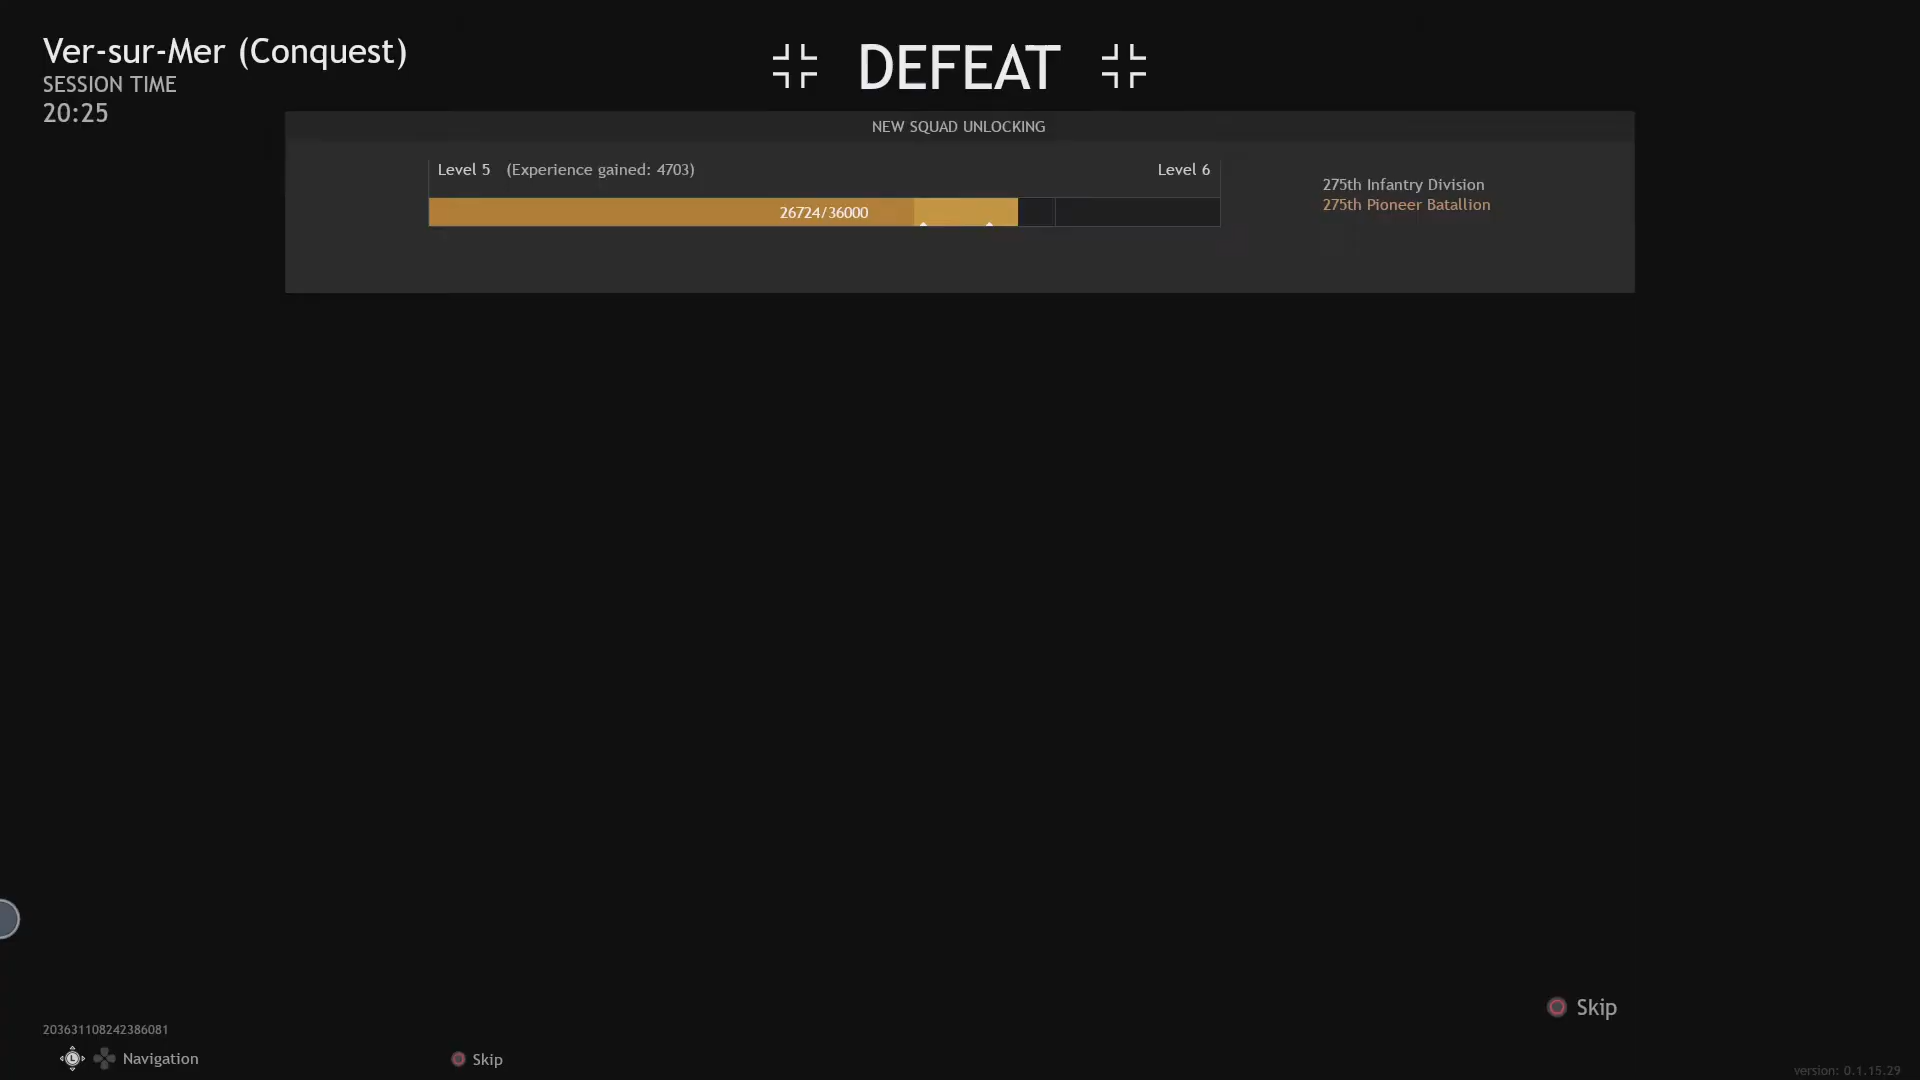 Ver-sur-Mer (Conquest)
SESSION TIME
20:25
DEFEAT
NEW SQUAD UNLOCKING
Level 5 (Experience gained: 4703)
Level 6
26724/36000
275th Infantry Division
275th Pioneer Batallion
Skip
203631108242386081
L Navigation
Skip
version: 0.1.15.29